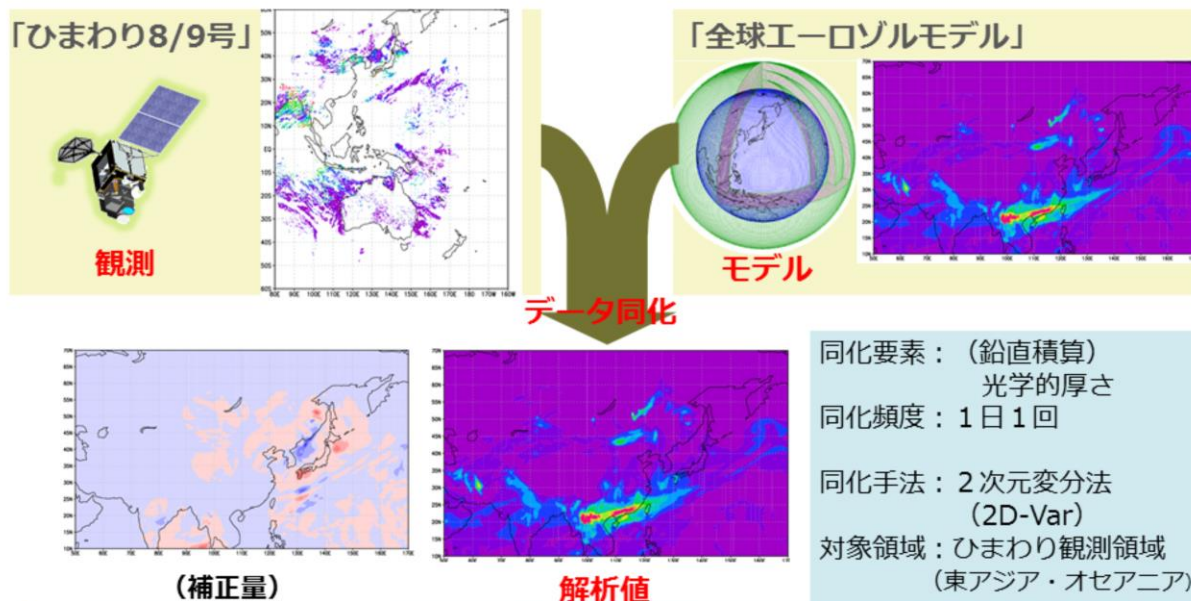 「ひまわり8/9号」
観測
「全球エーロゾルモデル」
モデル
データ同化
(補正量)
解析値
同化要素：（鉛直積算）
光学的厚さ
同化頻度：１日１回
同化手法：２次元変分法
(2D-Var)
対象領域：ひまわり観測領域
（東アジア・オセアニア）